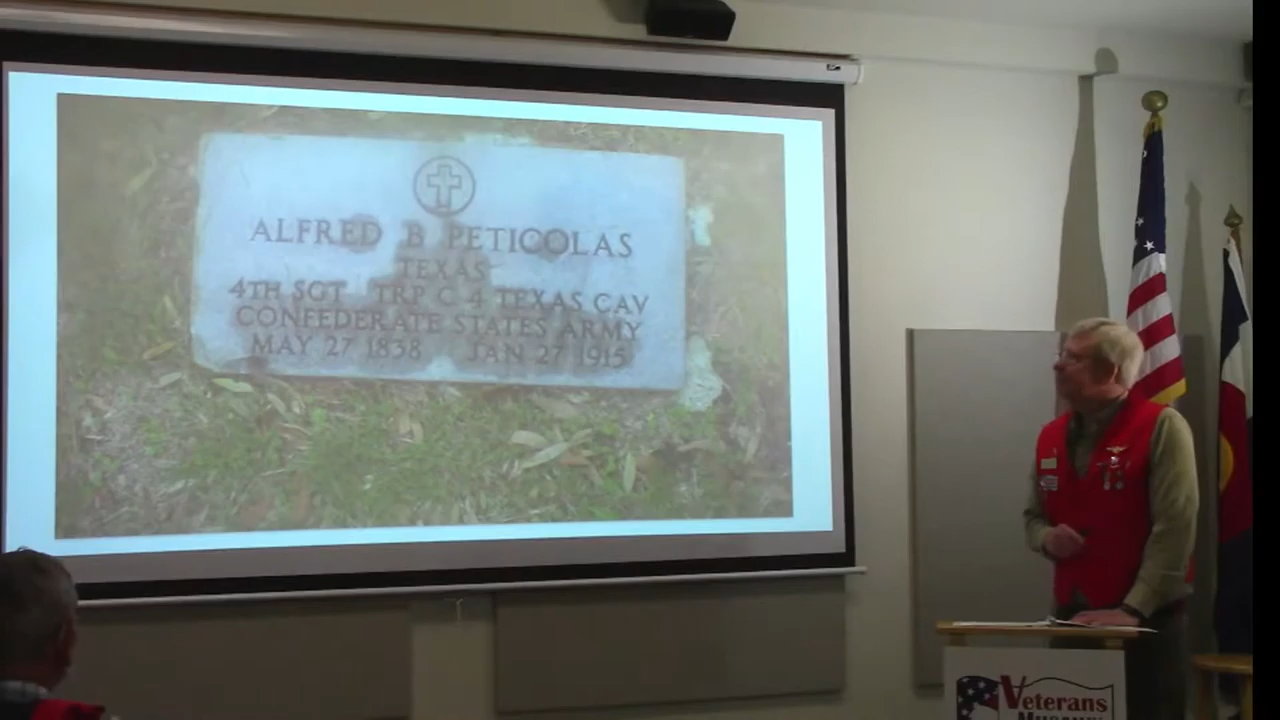 ALFRED B PETICOLAS
TEXAS
4TH SGT TRP C 4 TEXAS CAV
CONFEDERATE STATES ARMY
MAY 27 1838 JAN 27 1915
Veterans
Museum